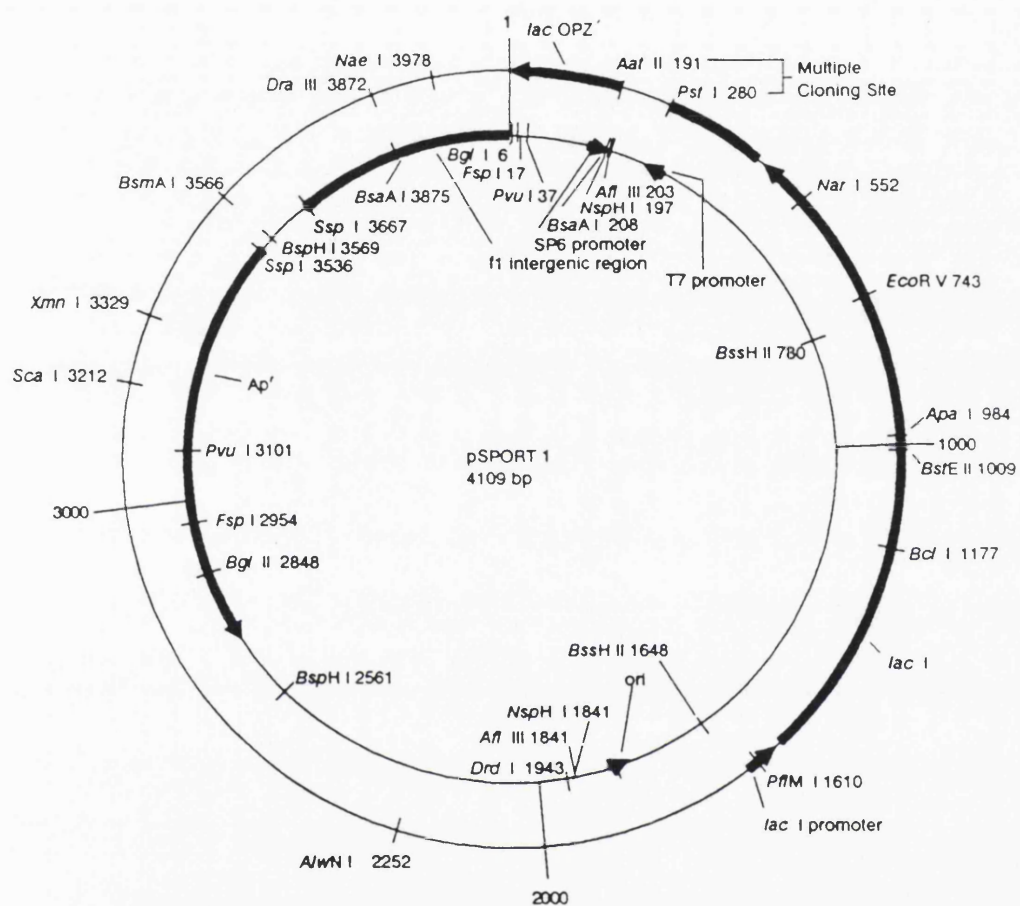 1
lac OPZ'
Aat II 191
Pst I 280
Multiple
Cloning Site
Nae I 3978
Dra III 3872
BsmA I 3566
Xmn I 3329
Sca I 3212
3000
Nar I 552
EcoR V 743
Apa I 984
1000
BstE II 1009
Bcl I 1177
lac I
PflM I 1610
lac I promoter
2000
AlwN I 2252
Bgl I 6
Fsp I 17
Pvu I 37
Afl III 203
NspH I 197
BsaA I 208
SP6 promoter
f1 intergenic region
T7 promoter
BsaA I 3875
Ssp I 3667
BspH I 3569
Ssp I 3536
Apʳ
Pvu I 3101
Fsp I 2954
Bgl II 2848
BspH I 2561
BssH II 780
BssH II 1648
ori
NspH I 1841
Afl III 1841
Drd I 1943
pSPORT 1
4109 bp